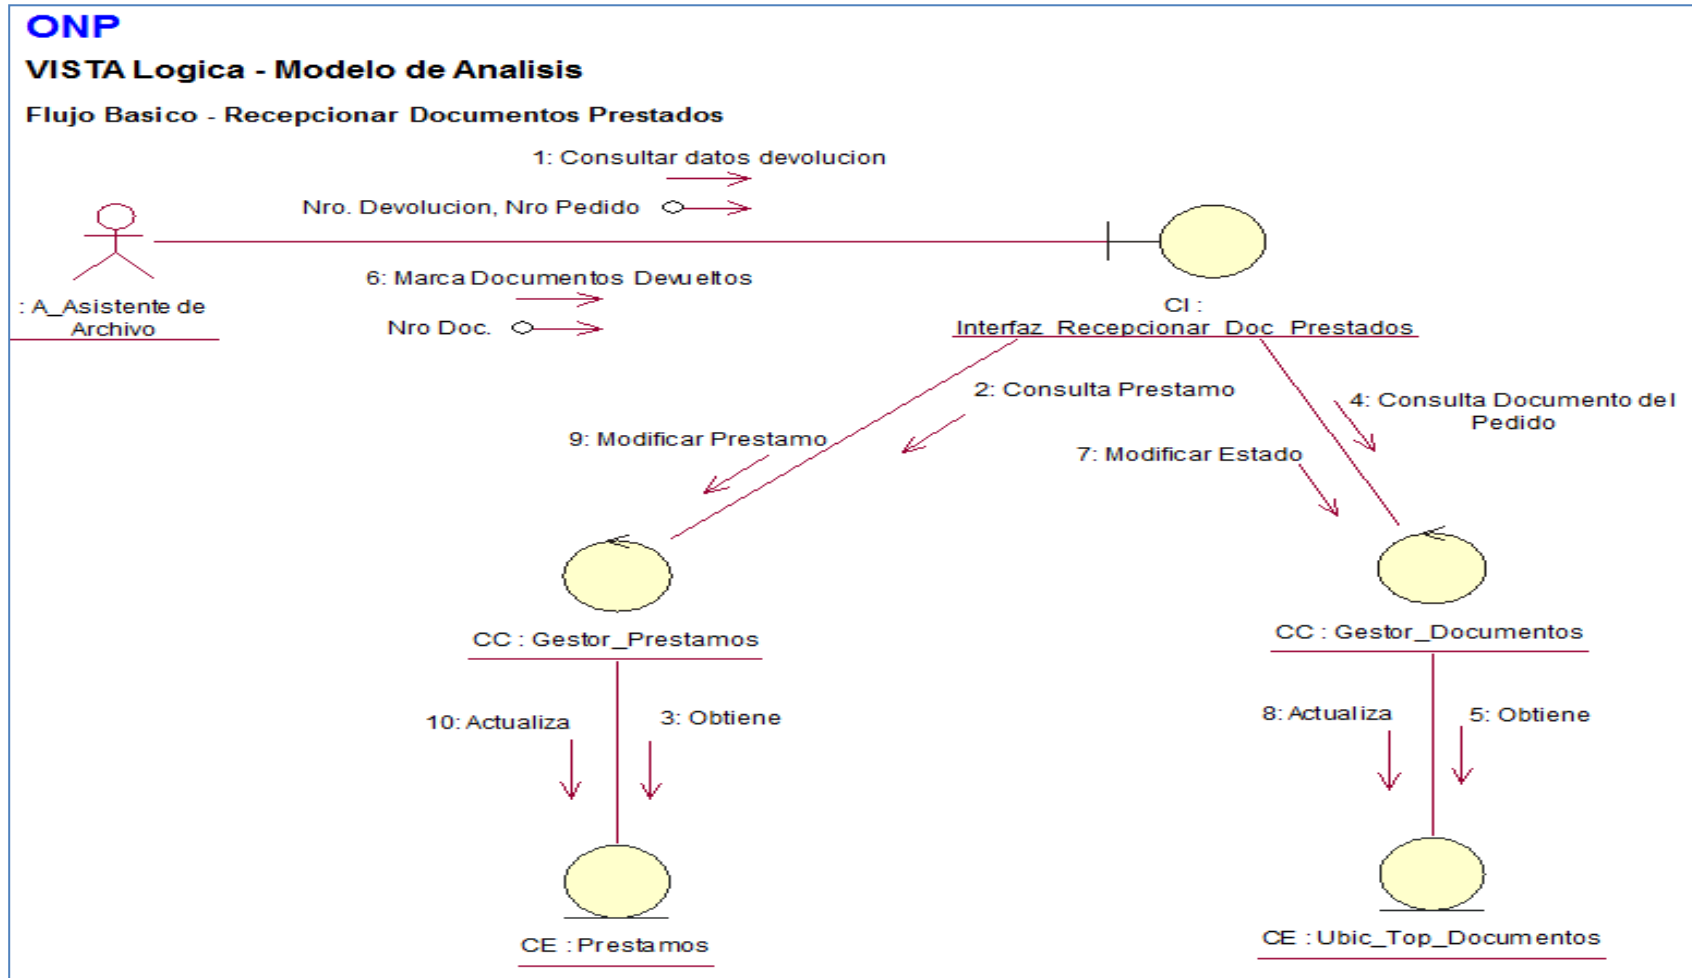 ONP
VISTA Logica - Modelo de Analisis
Flujo Basico - Recepcionar Documentos Prestados
1: Consultar datos devolucion
Nro. Devolucion, Nro Pedido
6: Marca Documentos Devueltos
Nro Doc.
: A_Asistente de
Archivo
CI :
Interfaz_Recepcionar_Doc_Prestados
2: Consulta Prestamo
4: Consulta Documento del
Pedido
9: Modificar Prestamo
7: Modificar Estado
CC : Gestor_Prestamos
CC : Gestor_Documentos
10: Actualiza
3: Obtiene
8: Actualiza
5: Obtiene
CE : Prestamos
CE : Ubic_Top_Documentos